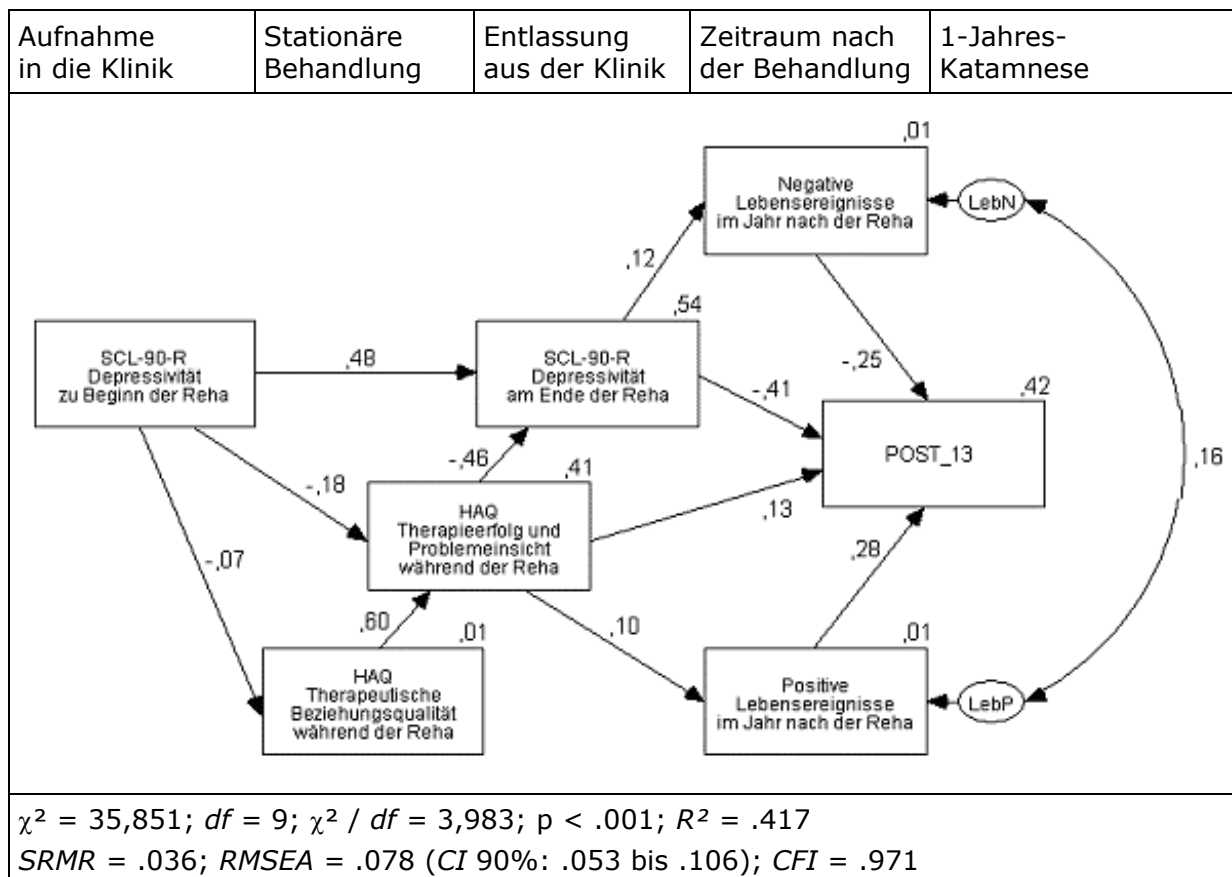 Aufnahme
in die Klinik
Stationäre
Behandlung
Entlassung
aus der Klinik
Zeitraum nach
der Behandlung
1-Jahres-
Katamnese
,01
Negative
Lebensereignisse
im Jahr nach der Reha
LebN
,12
,54
SCL-90-R
Depressivität
zu Beginn der Reha
,48
SCL-90-R
Depressivität
am Ende der Reha
-,25
-,41
,42
POST_13
,16
-,18
-,46
,41
HAQ
Therapieerfolg und
Problemeinsicht
während der Reha
,13
-,07
,28
,60
,01
,10
,01
HAQ
Therapeutische
Beziehungsqualität
während der Reha
Positive
Lebensereignisse
im Jahr nach der Reha
LebP
χ² = 35,851; df = 9; χ² / df = 3,983; p < .001; R² = .417
SRMR = .036; RMSEA = .078 (CI 90%: .053 bis .106); CFI = .971